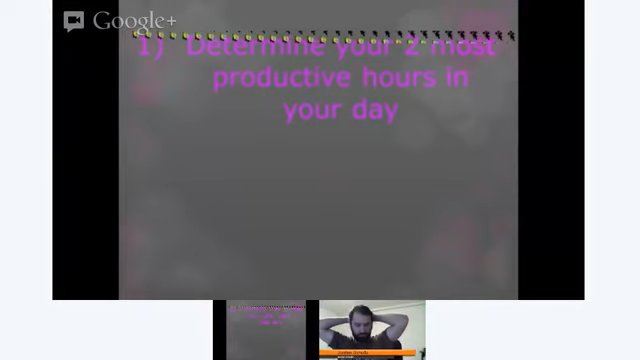 Google+
1) Determine your 2 most
productive hours in
your day